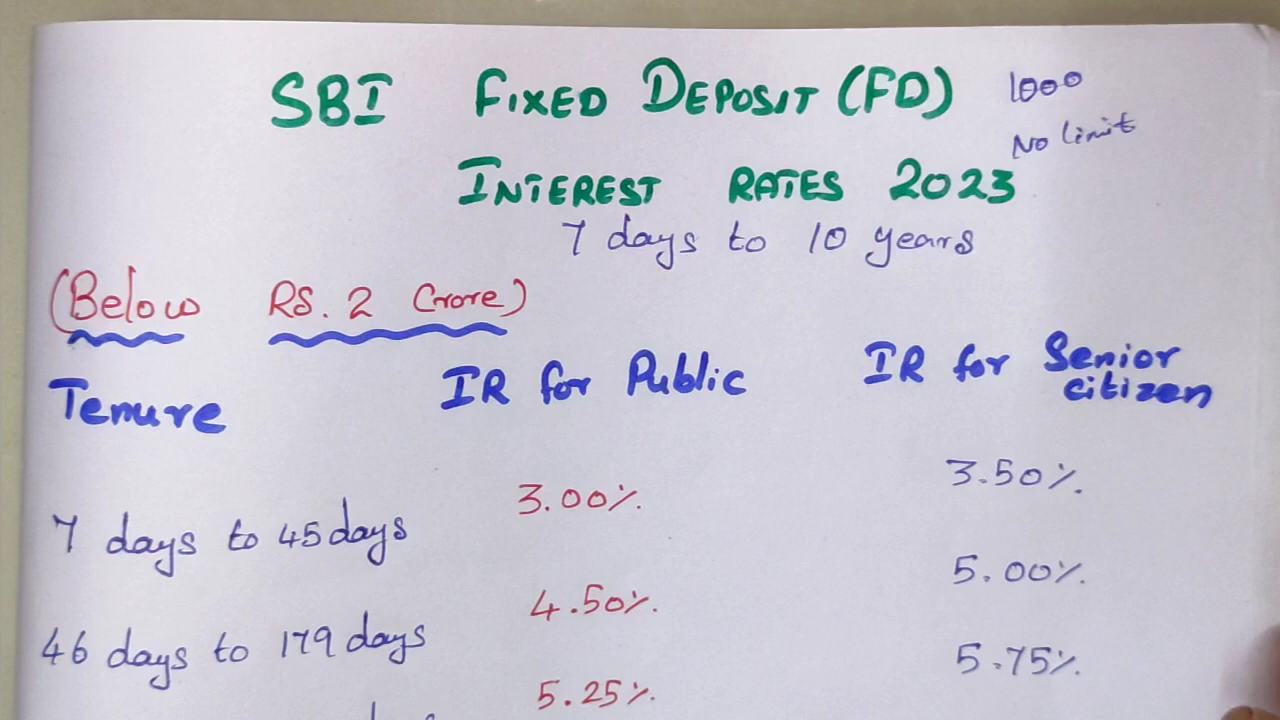 SBI FIXED DEPOSIT (FD)
1000
No limit
INTEREST RATES 2023
7 days to 10 years
(Below RS. 2 Crore)
Tenure IR for Public IR for Senior citizen
7 days to 45 days 3.00% 3.50%
46 days to 179 days 4.50% 5.00%
5.25% 5.75%